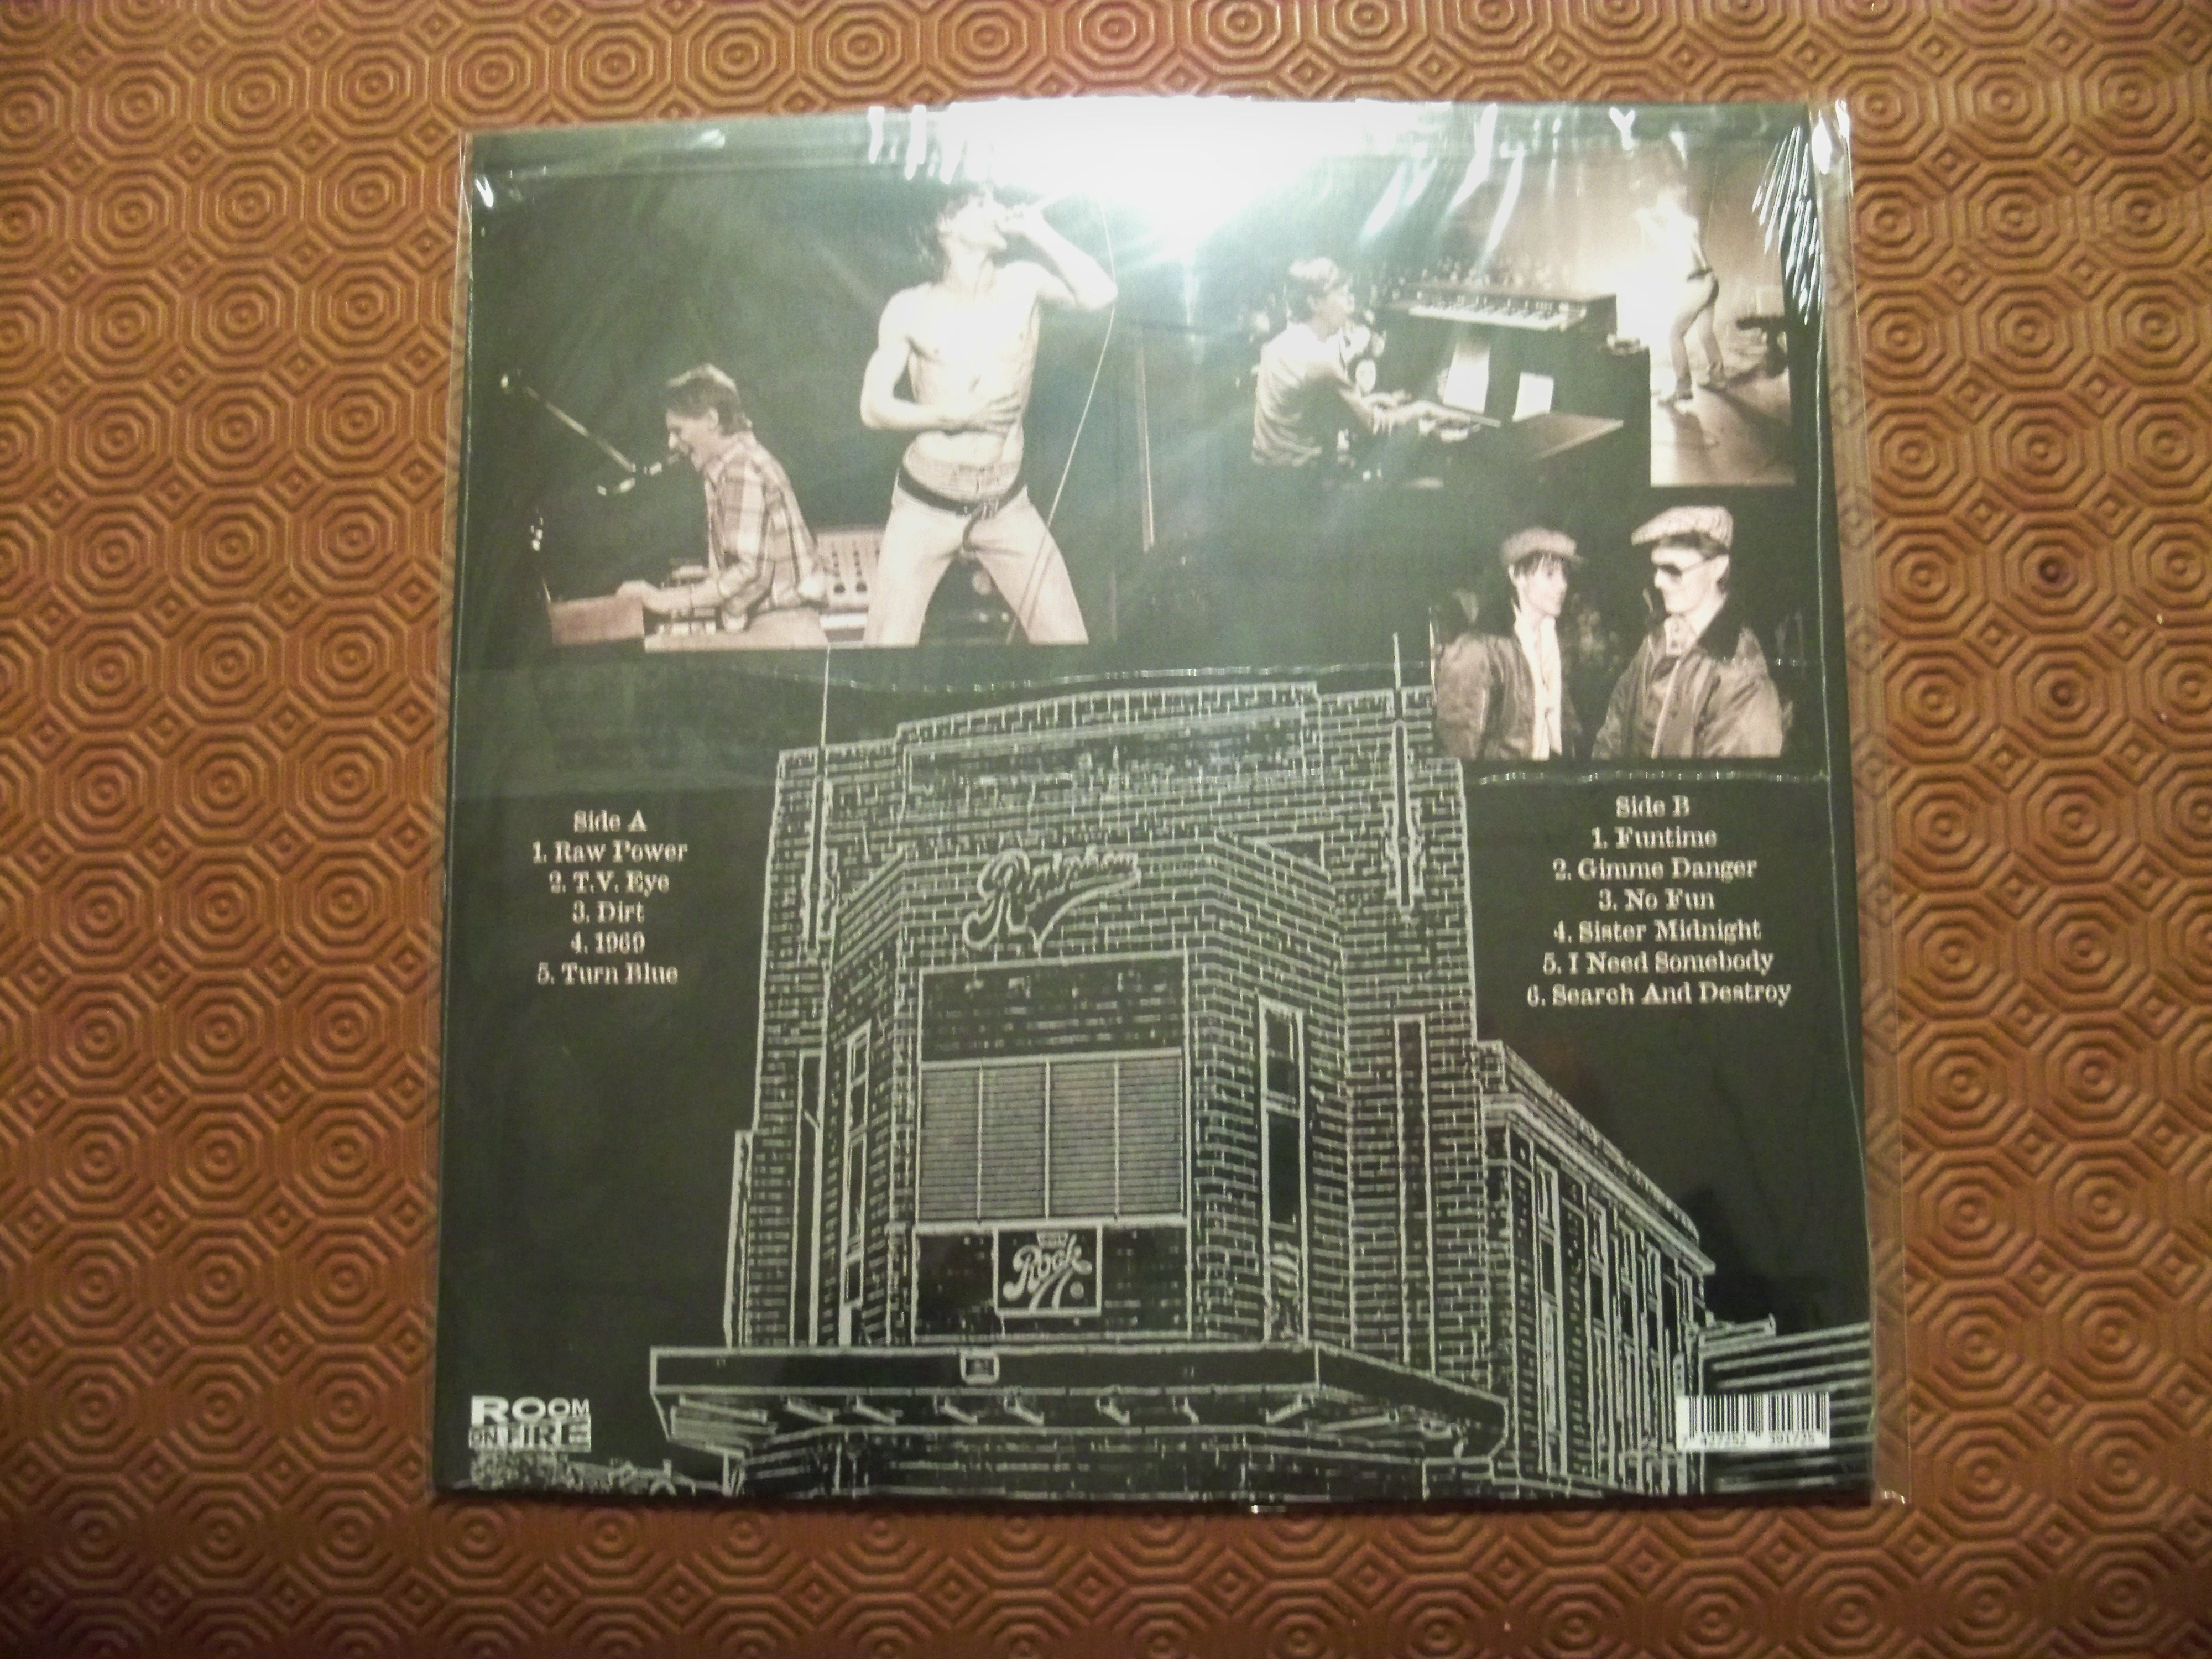 Side A
1. Raw Power
2. T.V. Eye
3. Dirt
4. 1969
5. Turn Blue
Side B
1. Funtime
2. Gimme Danger
3. No Fun
4. Sister Midnight
5. I Need Somebody
6. Search And Destroy
Rainbow
Rock
ROOM
ON FIRE